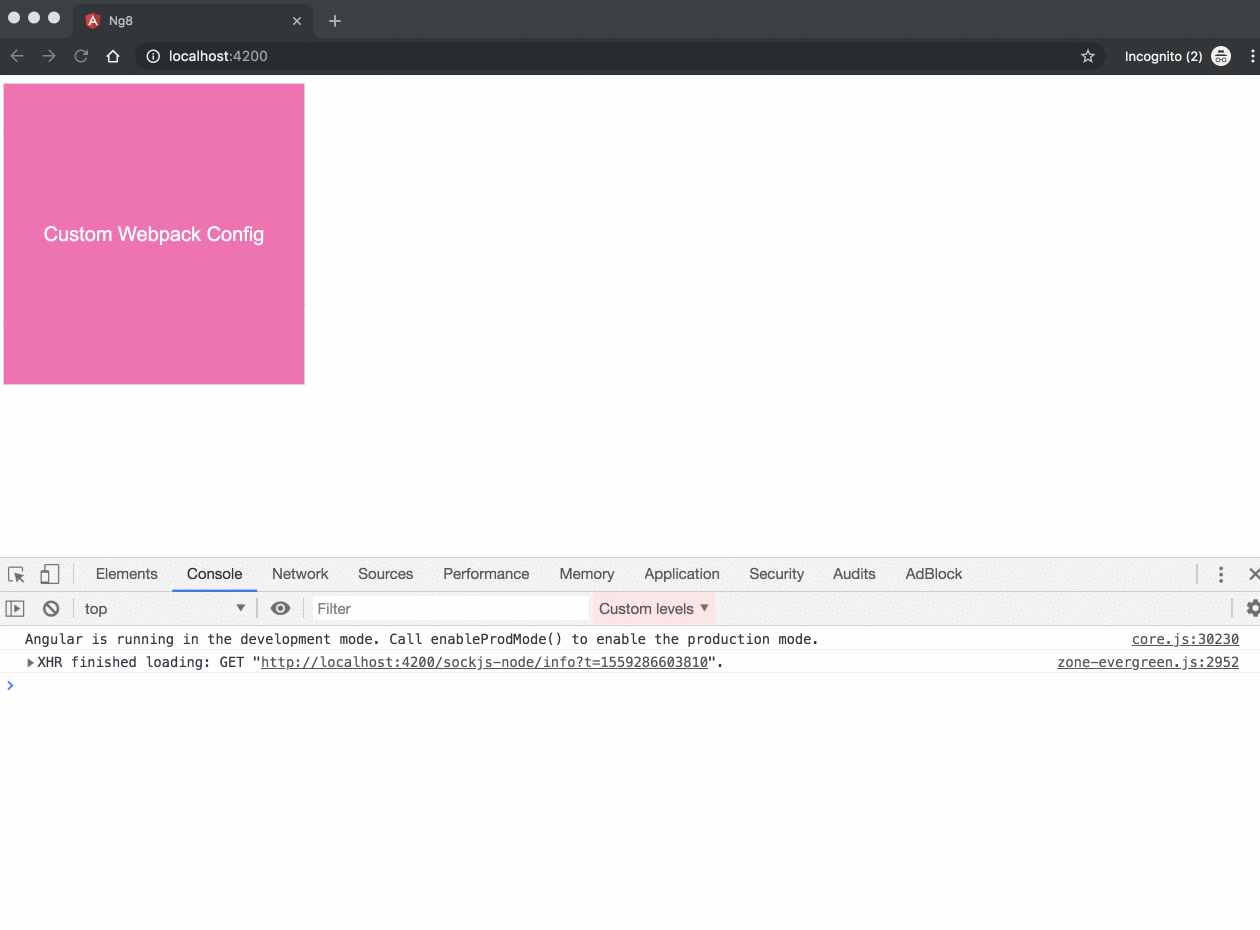 Ng8
localhost:4200
Incognito (2)
Custom Webpack Config
Elements Console Network Sources Performance Memory Application Security Audits AdBlock
top Filter Custom levels
Angular is running in the development mode. Call enableProdMode() to enable the production mode. core.js:30230
XHR finished loading: GET "http://localhost:4200/sockjs-node/info?t=1559286603810". zone-evergreen.js:2952